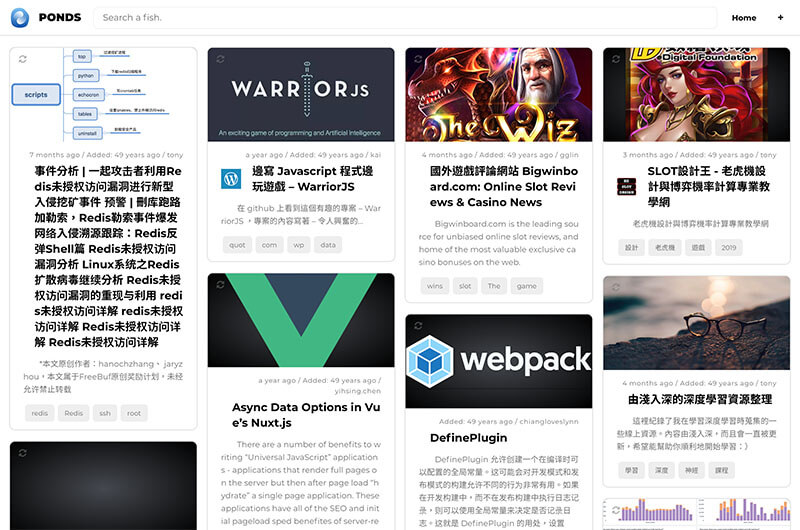 PONDS
Search a fish.
Home
+
top
python
scripts
echocron
tables
uninstall
7 months ago / Added: 49 years ago / tony
事件分析 | 一起攻击者利用Re
dis未授权访问漏洞进行新型
入侵挖矿事件 预警 | 删库跑路
加勒索，Redis勒索事件爆发
网络入侵溯源跟踪：Redis反
弹Shell篇 Redis未授权访问
漏洞分析 Linux系统之Redis
扩散病毒继续分析 Redis未授
权访问漏洞的重现与利用 redi
s未授权访问详解 redis未授权
访问详解 Redis未授权访问详
解 Redis未授权访问详解
*本文原创作者：hanochzhang、 jaryz
hou，本文属于FreeBuf原创奖励计划，未经
允许禁止转载
redis
Redis
ssh
root
WARRIORJS
An exciting game of programming and Artificial Intelligence
a year ago / Added: 49 years ago / kai
邊寫 Javascript 程式邊
玩遊戲 – WarriorJS
在 github 上看到這個有趣的專案 – War
riorJS ，專案的內容寫著 – 令人興奮的...
quot
com
wp
data
a year ago / Added: 49 years ago /
yihsing.chen
Async Data Options in Vu
e's Nuxt.js
There are a number of benefits to w
riting “Universal JavaScript” application
s - applications that render full pages o
n the server but then after page load “h
ydrate” a single page application. These
applications have all of the SEO and init
ial pageload sped benefits of server-re
The Wiz
4 months ago / Added: 49 years ago / gglin
國外遊戲評論網站 Bigwinbo
ard.com: Online Slot Revi
ews & Casino News
Bigwinboard.com is the leading sou
rce for unbiased online slot reviews, and
home of the most valuable exclusive ca
sino bonuses on the web.
wins
slot
The
game
webpack
a year ago / Added: 49 years ago / chiangloveslynn
DefinePlugin
DefinePlugin 允许创建一个在编译时可
以配置的全局常量。这可能会对开发模式和发
布模式的构建允许不同的行为非常有用。如果
在开发构建中，而不在发布构建中执行日志记
录，则可以使用全局常量来决定是否记录日
志。这就是 DefinePlugin 的用处，设置
Digital Foundation
3 months ago / Added: 49 years ago / tony
SLOT設計王 - 老虎機設
計與博弈機率計算專業教
學網
老虎機設計與博弈機率計算專業教學網
設計
老虎機
遊戲
2019
4 months ago / Added: 49 years ago / tony
由淺入深的深度學習資源整理
這裡紀錄了我在學習深度學習時蒐集的一
些線上資源。內容由淺入深，而且會一直被更
新，希望能幫助你順利地開始學習：）
學習
深度
神經
課程